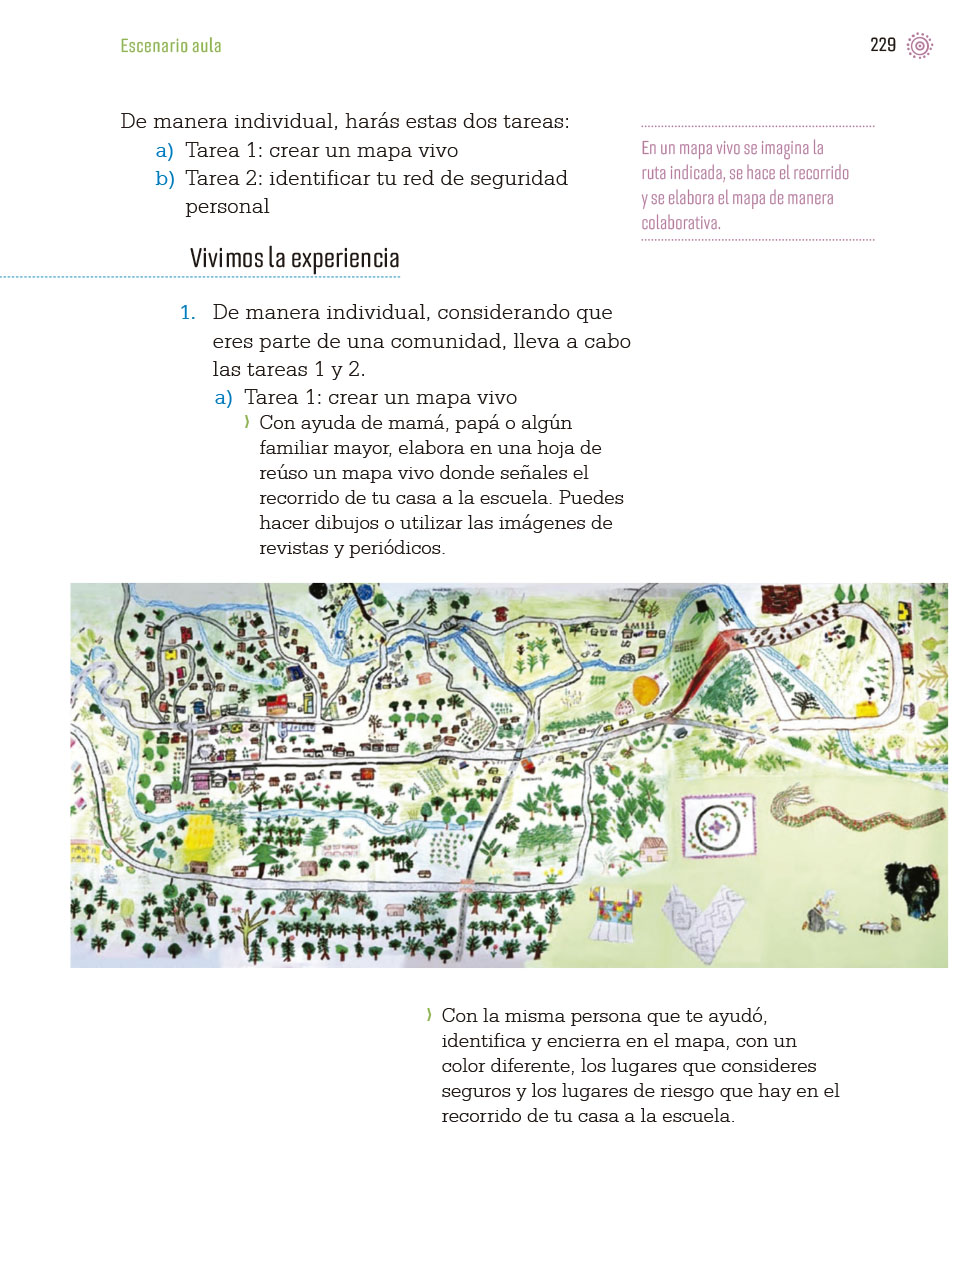 Escenario aula
229
De manera individual, harás estas dos tareas:
a) Tarea 1: crear un mapa vivo
b) Tarea 2: identificar tu red de seguridad
personal
En un mapa vivo se imagina la
ruta indicada, se hace el recorrido
y se elabora el mapa de manera
colaborativa.
Vivimos la experiencia
1. De manera individual, considerando que
eres parte de una comunidad, lleva a cabo
las tareas 1 y 2.
a) Tarea 1: crear un mapa vivo
⟩ Con ayuda de mamá, papá o algún
familiar mayor, elabora en una hoja de
reúso un mapa vivo donde señales el
recorrido de tu casa a la escuela. Puedes
hacer dibujos o utilizar las imágenes de
revistas y periódicos.
⟩ Con la misma persona que te ayudó,
identifica y encierra en el mapa, con un
color diferente, los lugares que consideres
seguros y los lugares de riesgo que hay en el
recorrido de tu casa a la escuela.